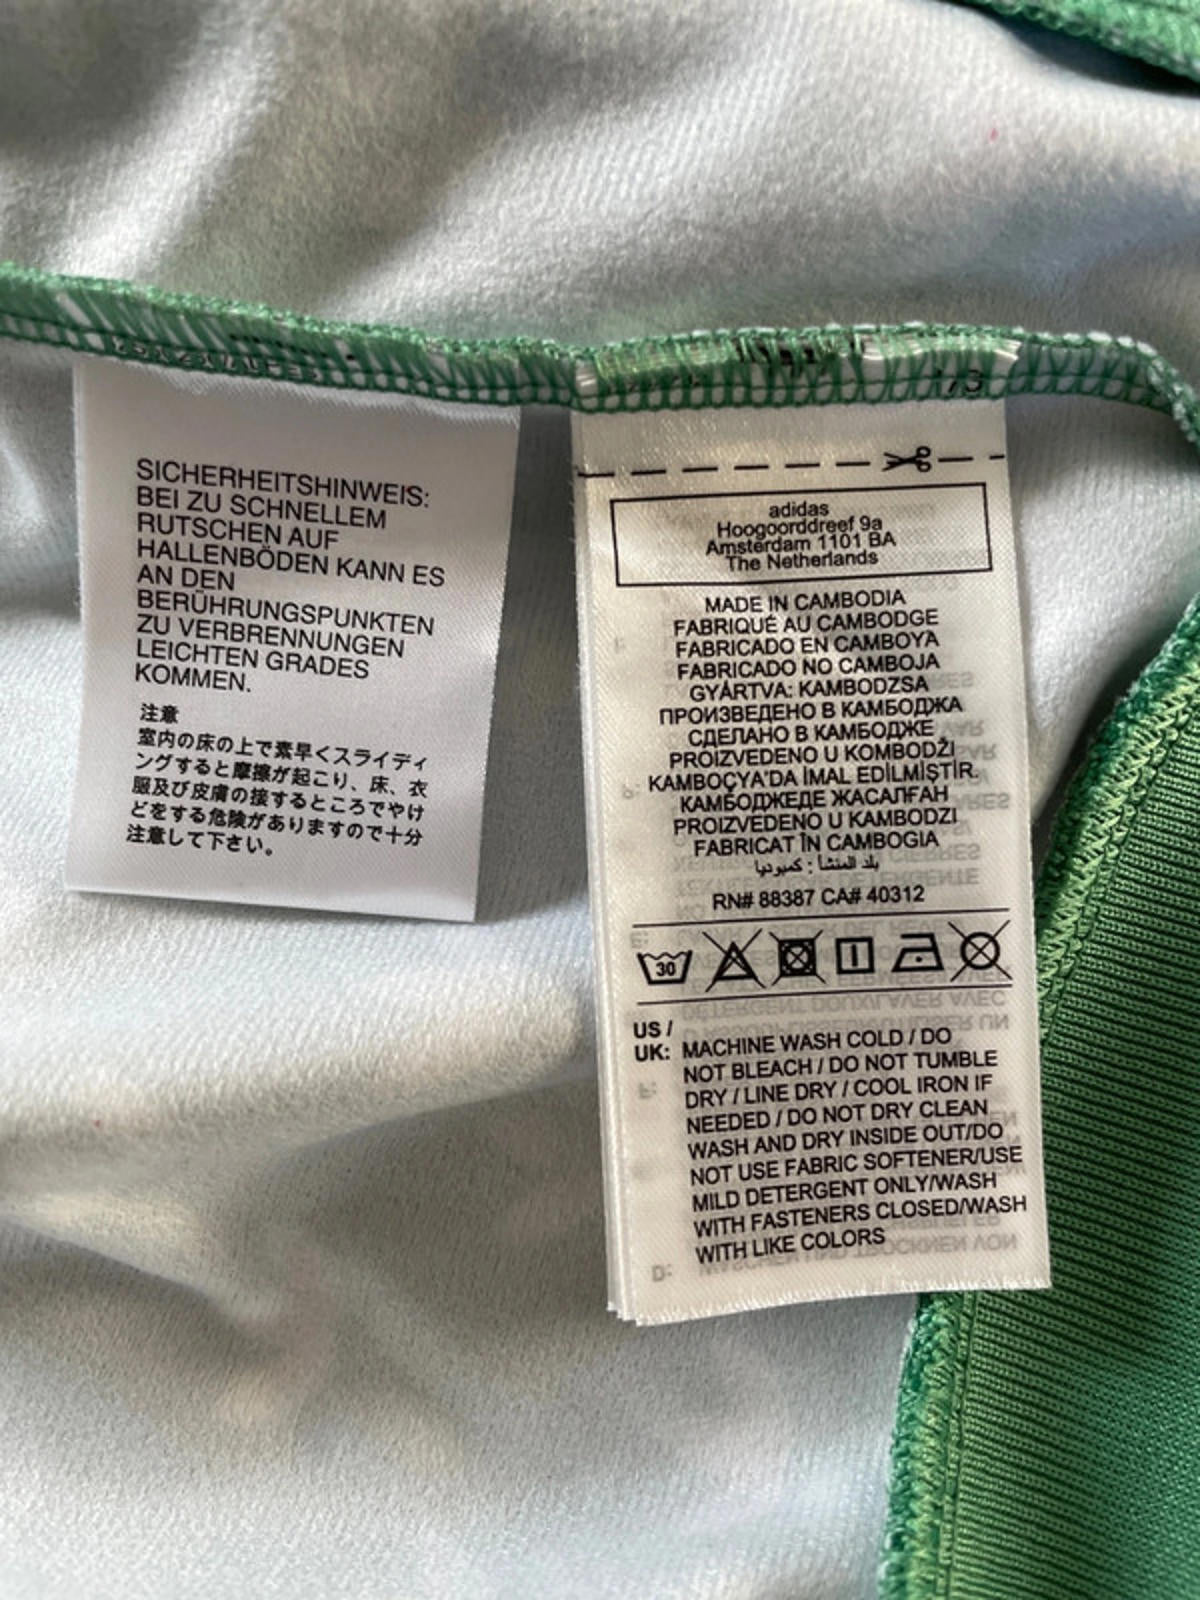 SICHERHEITSHINWEIS:
BEI ZU SCHNELLEM
RUTSCHEN AUF
HALLENBÖDEN KANN ES
AN DEN
BERÜHRUNGSPUNKTEN
ZU VERBRENNUNGEN
LEICHTEN GRADES
KOMMEN.
注意
室内の床の上で素早くスライディ
ングすると摩擦が起こり、床、衣
服及び皮膚の接するところでやけ
どをする危険がありますので十分
注意して下さい。
adidas
Hoogoorddreef 9a
Amsterdam 1101 BA
The Netherlands
MADE IN CAMBODIA
FABRIQUÉ AU CAMBODGE
FABRICADO EN CAMBOYA
FABRICADO NO CAMBOJA
GYÁRTVA: KAMBODZSA
ПРОИЗВЕДЕНО В КАМБОДЖА
СДЕЛАНО В КАМБОДЖЕ
PROIZVEDENO U KOMBODŽI
KAMBOÇYA'DA İMAL EDİLMİŞTİR.
КАМБОДЖЕДЕ ЖАСАЛҒАН
PROIZVEDENO U KAMBODZI
FABRICAT ÎN CAMBOGIA
بلد المنشأ : كمبوديا
RN# 88387 CA# 40312
30
US /
UK: MACHINE WASH COLD / DO
NOT BLEACH / DO NOT TUMBLE
DRY / LINE DRY / COOL IRON IF
NEEDED / DO NOT DRY CLEAN
WASH AND DRY INSIDE OUT/DO
NOT USE FABRIC SOFTENER/USE
MILD DETERGENT ONLY/WASH
WITH FASTENERS CLOSED/WASH
WITH LIKE COLORS